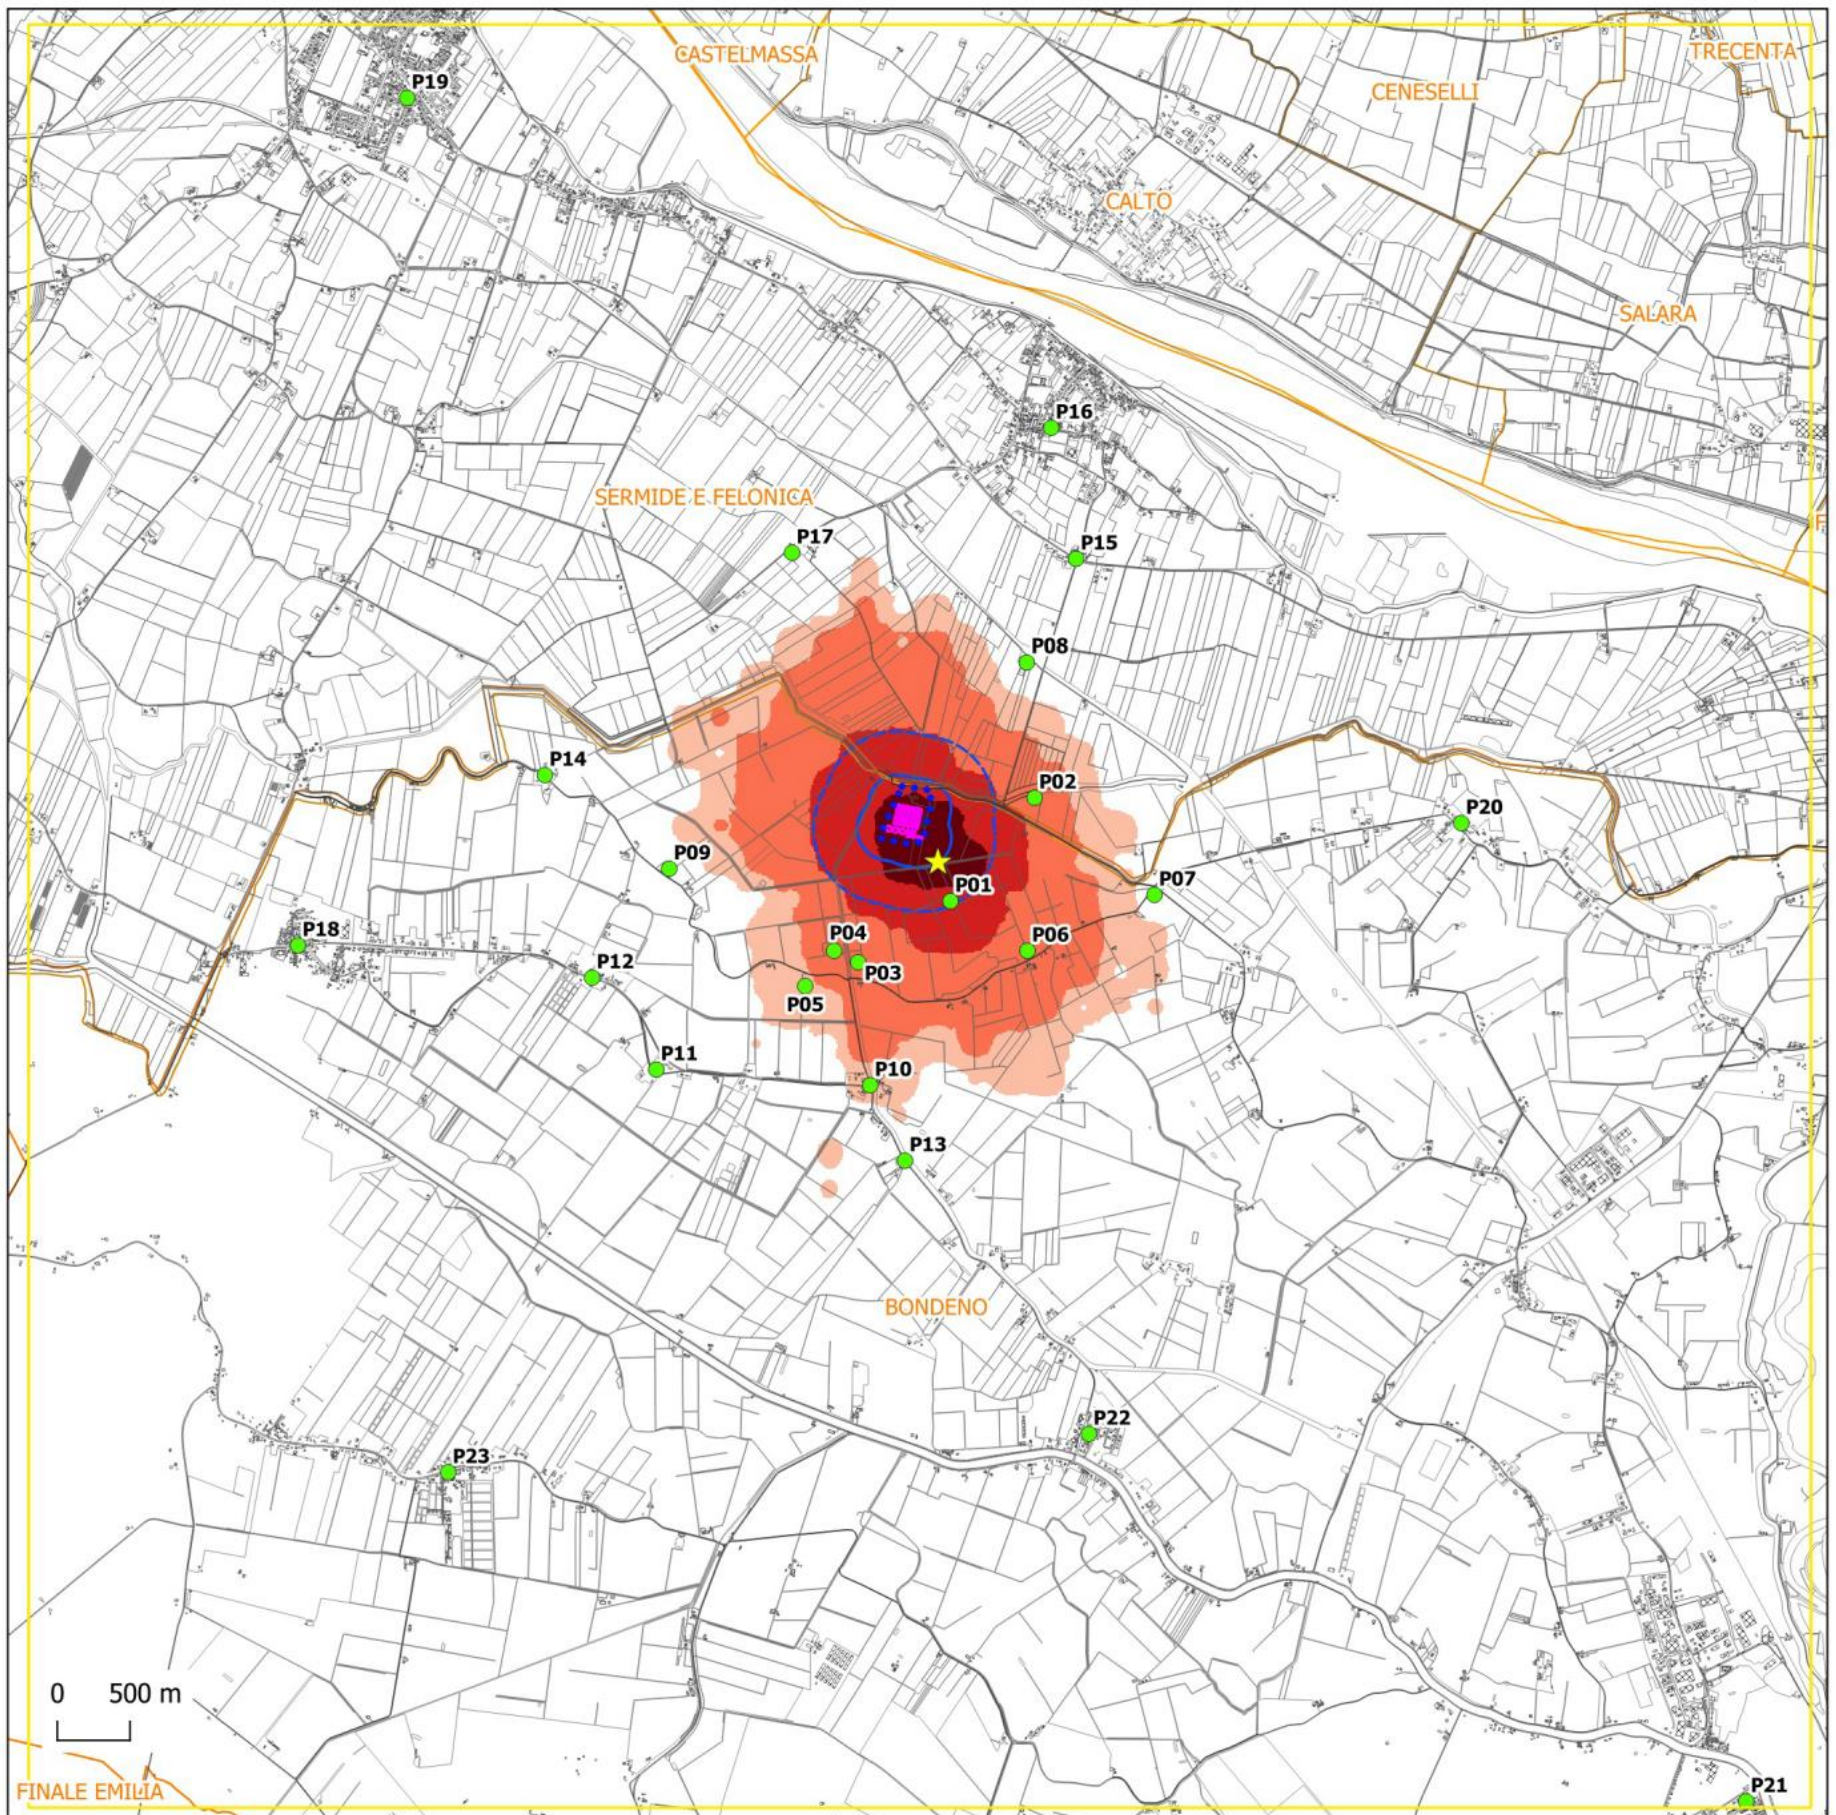 CASTELMASSA
TRECENTA
P19
CENESELLI
CALTO
SALARA
P16
SERMIDE E FELONICA
F
P17
P15
P08
P14
P02
P20
P09
P01
P07
P18
P04
P06
P12
P03
P05
P11
P10
P13
BONDENO
P22
P23
0 500 m
FINALE EMILIA
P21